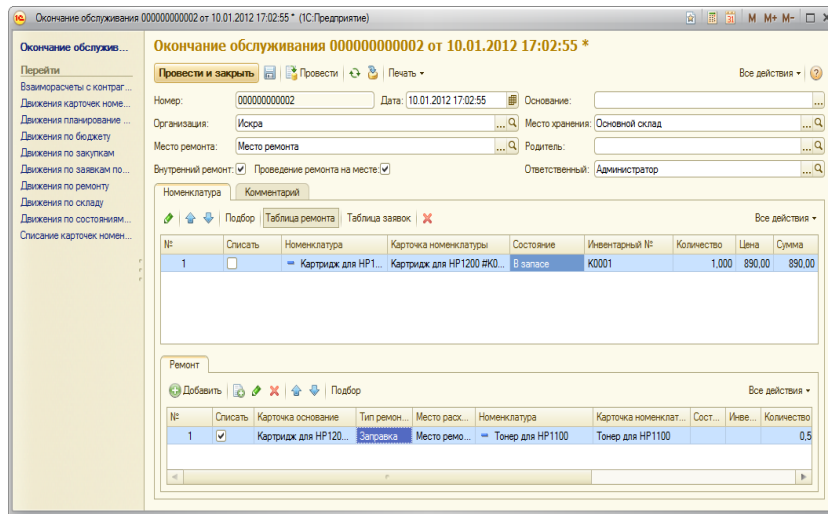 Окончание обслуживания 000000000002 от 10.01.2012 17:02:55 * (1С:Предприятие)
M M+ M-
Окончание обслужив...
Перейти
Взаиморасчеты с контраг...
Движения карточек номе...
Движения планирование ...
Движения по бюджету
Движения по закупкам
Движения по заявкам по...
Движения по ремонту
Движения по складу
Движения по состояниям...
Списание карточек номен...
Окончание обслуживания 000000000002 от 10.01.2012 17:02:55 *
Провести и закрыть Провести Печать Все действия
Номер: 000000000002 Дата: 10.01.2012 17:02:55 Основание:
Организация: Искра Место хранения: Основной склад
Место ремонта: Место ремонта Родитель:
Внутренний ремонт: Проведение ремонта на месте: Ответственный: Администратор
Номенклатура Комментарий
Подбор Таблица ремонта Таблица заявок Все действия
№ Списать Номенклатура Карточка номенклатуры Состояние Инвентарный № Количество Цена Сумма
1 Картридж для HP1... Картридж для HP1200 #K0... В запасе K0001 1,000 890,00 890,00
Ремонт
Добавить Подбор Все действия
№ Списать Карточка основание Тип ремон... Место расх... Номенклатура Карточка номенклат... Сост... Инве... Количество
1 Картридж для HP120... Заправка Место ремо... Тонер для HP1100 Тонер для HP1100 0,5